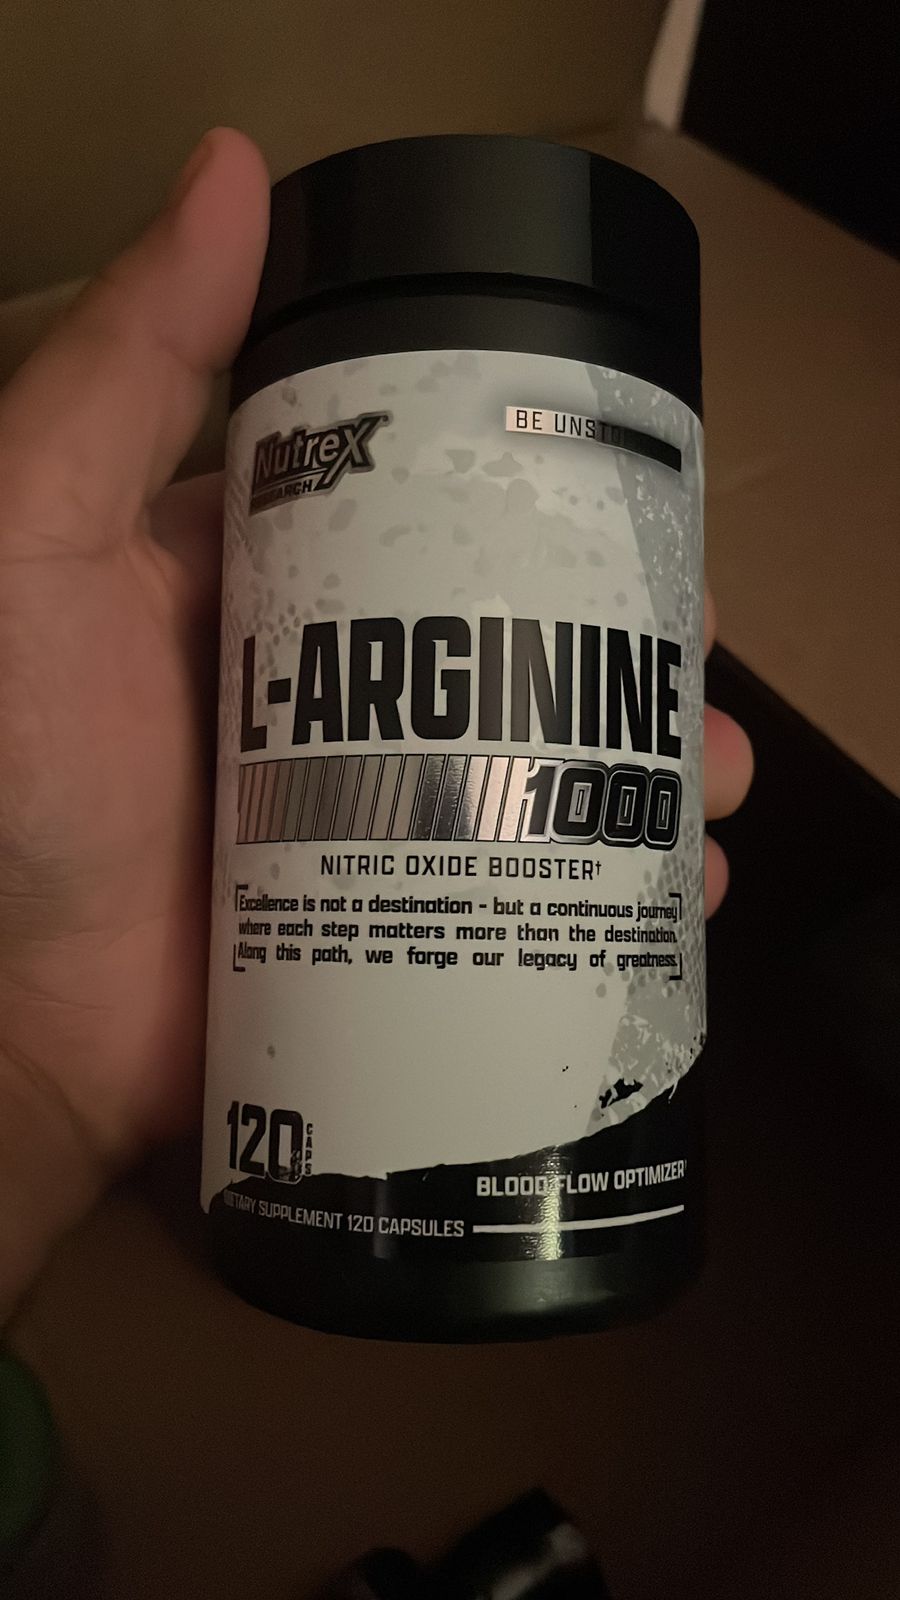 Nutrex
RESEARCH
BE
L-ARGININE
1000
NITRIC OXIDE BOOSTER†
Excellence is not a destination - but a continuous journey
where each step matters more than the destination.
Along this path, we forge our legacy of greatness.
120
CAPS
BLOOD FLOW OPTIMIZER†
DIETARY SUPPLEMENT 120 CAPSULES